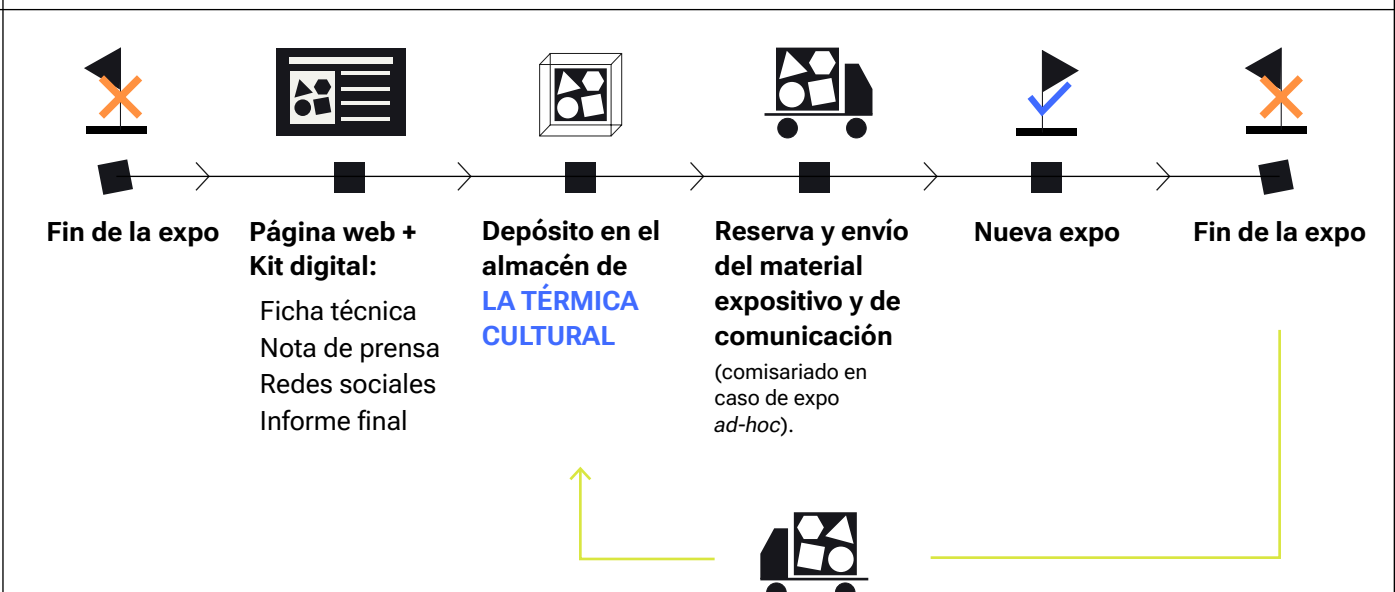 Fin de la expo
Página web +
Kit digital:
Ficha técnica
Nota de prensa
Redes sociales
Informe final
Depósito en el
almacén de
LA TÉRMICA
CULTURAL
Reserva y envío
del material
expositivo y de
comunicación
(comisariado en
caso de expo
ad-hoc).
Nueva expo
Fin de la expo